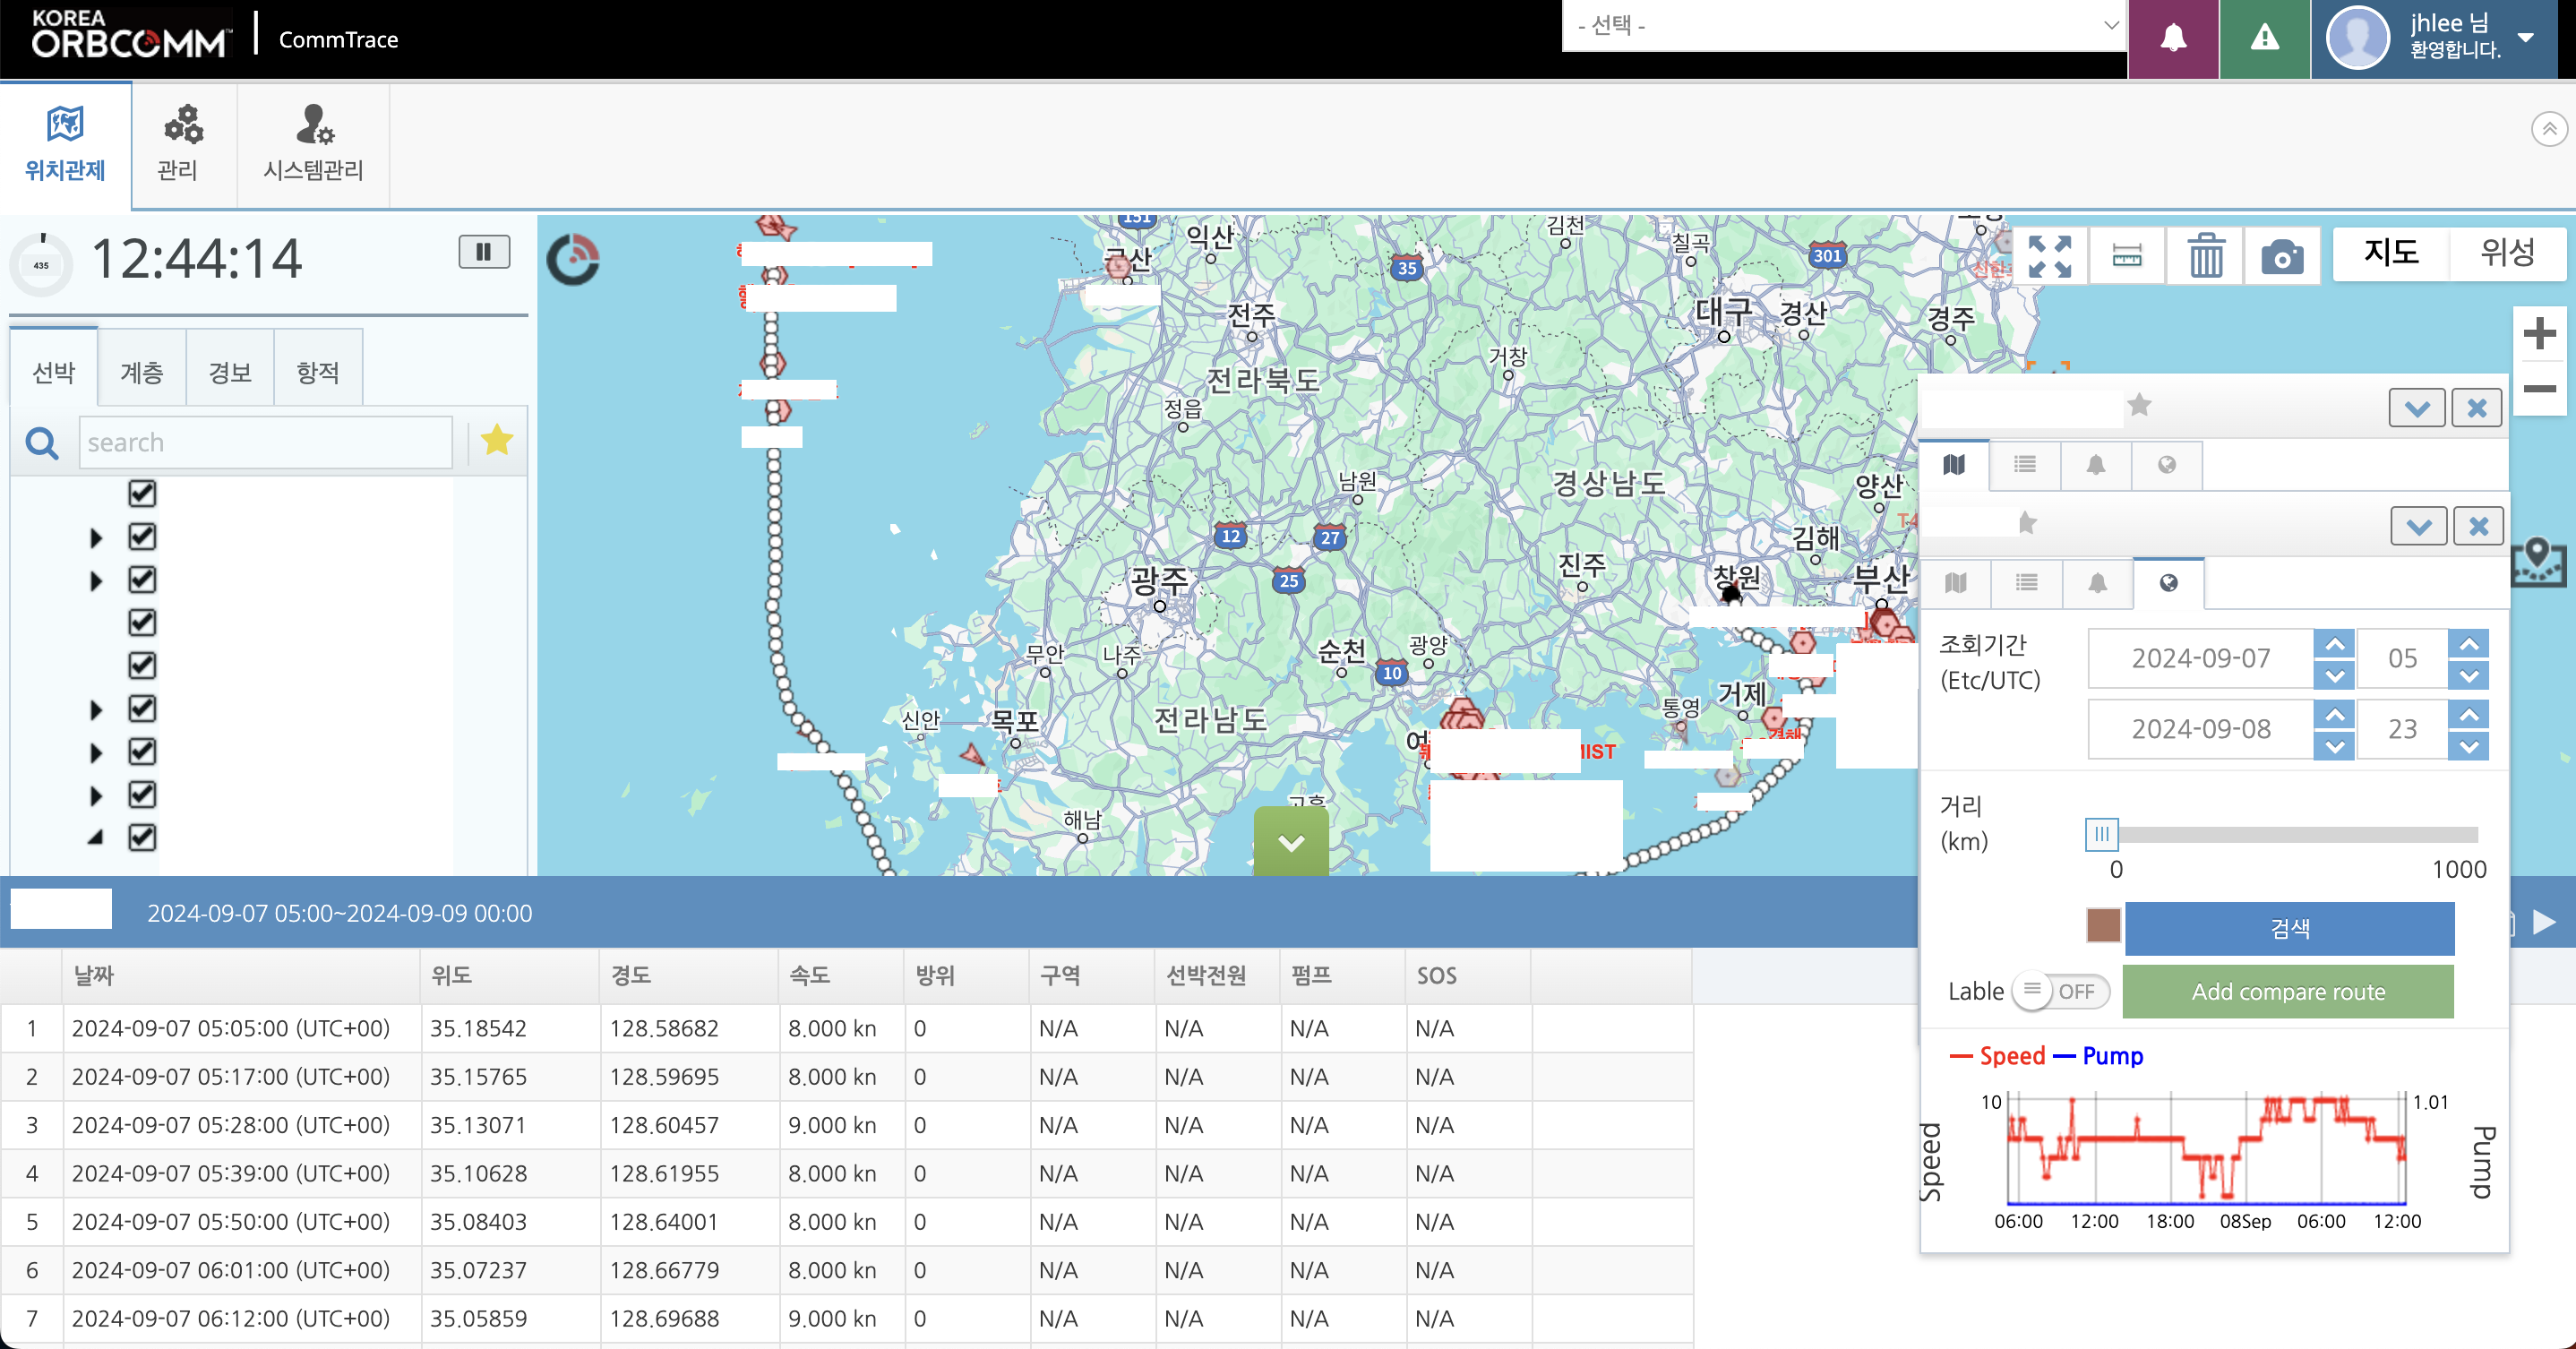 KOREA
ORBCOMM
CommTrace
- 선택 -
jhlee 님
환영합니다.
위치관제
관리
시스템관리
435
12:44:14
선박
계층
경보
항적
search
151
익산
김천
칠곡
301
35
전주
대구
경산
경주
지도
위성
거창
전라북도
정읍
남원
경상남도
양산
12
27
김해
25
진주
창원
부산
광주
순천
광양
무안
나주
10
거제
통영
신안
목포
전라남도
MIST
해남
조회기간
(Etc/UTC)
2024-09-07
05
2024-09-08
23
거리
(km)
0
1000
검색
Lable
OFF
Add compare route
Speed
Pump
10
1.01
Speed
Pump
06:00
12:00
18:00
08Sep
06:00
12:00
2024-09-07 05:00~2024-09-09 00:00
날짜 위도 경도 속도 방위 구역 선박전원 펌프 SOS
1 2024-09-07 05:05:00 (UTC+00) 35.18542 128.58682 8.000 kn 0 N/A N/A N/A N/A
2 2024-09-07 05:17:00 (UTC+00) 35.15765 128.59695 8.000 kn 0 N/A N/A N/A N/A
3 2024-09-07 05:28:00 (UTC+00) 35.13071 128.60457 9.000 kn 0 N/A N/A N/A N/A
4 2024-09-07 05:39:00 (UTC+00) 35.10628 128.61955 8.000 kn 0 N/A N/A N/A N/A
5 2024-09-07 05:50:00 (UTC+00) 35.08403 128.64001 8.000 kn 0 N/A N/A N/A N/A
6 2024-09-07 06:01:00 (UTC+00) 35.07237 128.66779 8.000 kn 0 N/A N/A N/A N/A
7 2024-09-07 06:12:00 (UTC+00) 35.05859 128.69688 9.000 kn 0 N/A N/A N/A N/A